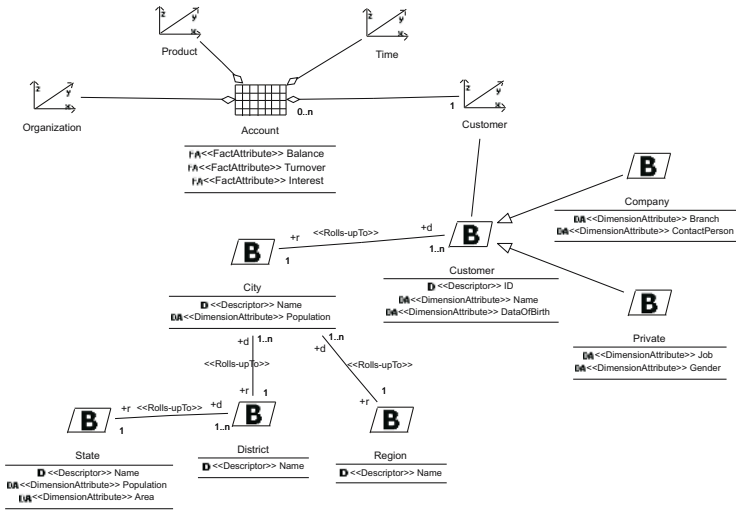 z
y
x
Product
z
y
x
Time
z
y
x
Organization
Account
0..n
1
z
y
x
Customer
FA<<FactAttribute>> Balance
FA<<FactAttribute>> Turnover
FA<<FactAttribute>> Interest
B
Company
DA<<DimensionAttribute>> Branch
DA<<DimensionAttribute>> ContactPerson
B
City
+r
1
<<Rolls-upTo>>
+d
1..n
B
Customer
D <<Descriptor>> ID
DA<<DimensionAttribute>> Name
DA<<DimensionAttribute>> DataOfBirth
D <<Descriptor>> Name
DA<<DimensionAttribute>> Population
B
Private
DA<<DimensionAttribute>> Job
DA<<DimensionAttribute>> Gender
+d
1..n
<<Rolls-upTo>>
+r
1
1..n
+d
<<Rolls-upTo>>
1
+r
B
State
+r
1
<<Rolls-upTo>>
+d
1..n
B
District
B
Region
D <<Descriptor>> Name
DA<<DimensionAttribute>> Population
DA<<DimensionAttribute>> Area
D <<Descriptor>> Name
D <<Descriptor>> Name